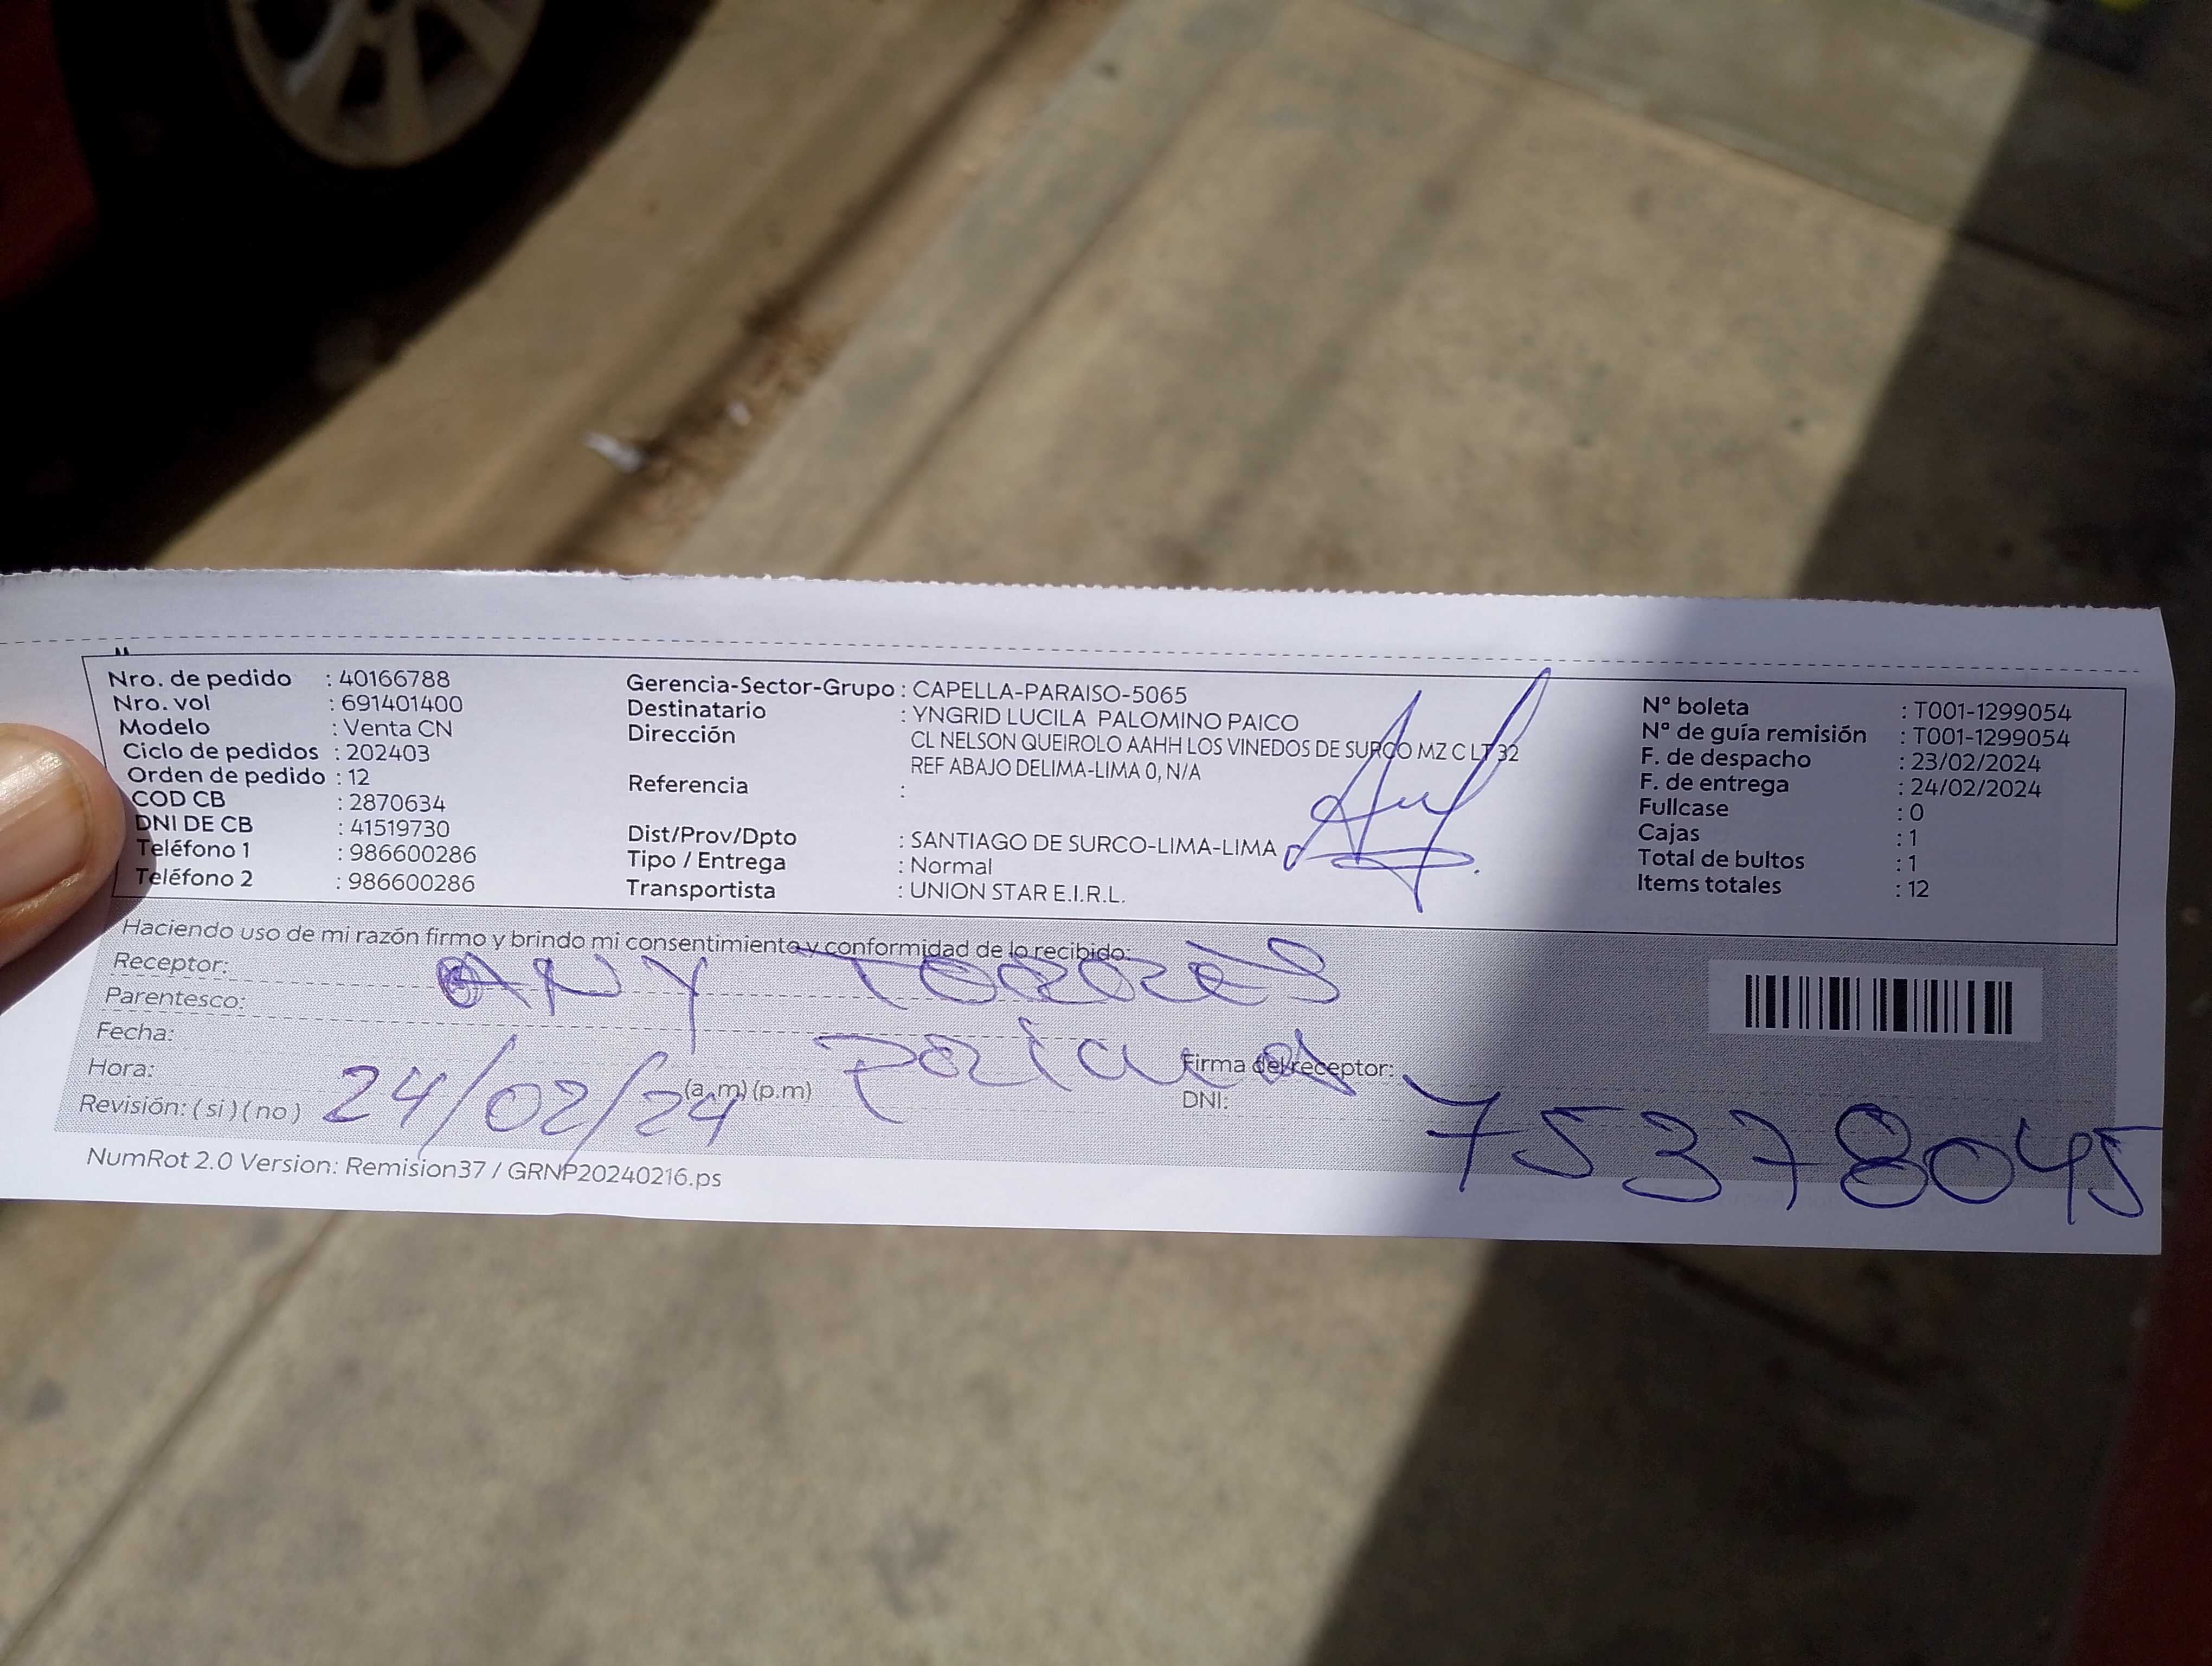 Nro. de pedido : 40166788
Nro. vol : 691401400
Modelo : Venta CN
Ciclo de pedidos : 202403
Orden de pedido : 12
COD CB : 2870634
DNI DE CB : 41519730
Teléfono 1 : 986600286
Teléfono 2 : 986600286
Gerencia-Sector-Grupo : CAPELLA-PARAISO-5065
Destinatario : YNGRID LUCILA PALOMINO PAICO
Dirección CL NELSON QUEIROLO AAHH LOS VINEDOS DE SURCO MZ C LT 32
REF ABAJO DELIMA-LIMA 0, N/A
Referencia :
Dist/Prov/Dpto : SANTIAGO DE SURCO-LIMA-LIMA
Tipo / Entrega : Normal
Transportista : UNION STAR E.I.R.L.
N° boleta : T001-1299054
N° de guía remisión : T001-1299054
F. de despacho : 23/02/2024
F. de entrega : 24/02/2024
Fullcase : 0
Cajas : 1
Total de bultos : 1
Items totales : 12
Haciendo uso de mi razón firmo y brindo mi consentimiento y conformidad de lo recibido:
Receptor: ANY TORRES
Parentesco:
Fecha:
Hora: (a.m) (p.m)
Revisión: ( si ) ( no ) 24/02/24
Firma del receptor:
DNI: 75378045
NumRot 2.0 Version: Remision37 / GRNP20240216.ps